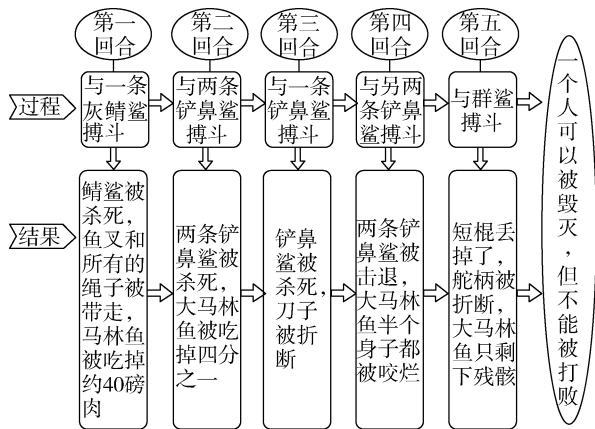 第一
回合
第二
回合
第三
回合
第四
回合
第五
回合
过程
与一条
灰鲭鲨
搏斗
与两条
铲鼻鲨
搏斗
与一条
铲鼻鲨
搏斗
与另两
条铲鼻
鲨搏斗
与群鲨
搏斗
结果
鲭鲨被
杀死，
鱼叉和
所有的
绳子被
带走，
马林鱼
被吃掉
约40磅
肉
两条铲
鼻鲨被
杀死，
大马林
鱼被吃
掉四分
之一
铲鼻
鲨被
杀死，
刀子
被折
断
两条铲
鼻鲨被
击退，
大马林
鱼半个
身子都
被咬烂
短棍丢
掉了，
舵柄被
折断，
大马林
鱼只剩
下残骸
一个人可以被毁灭，但不能被打败